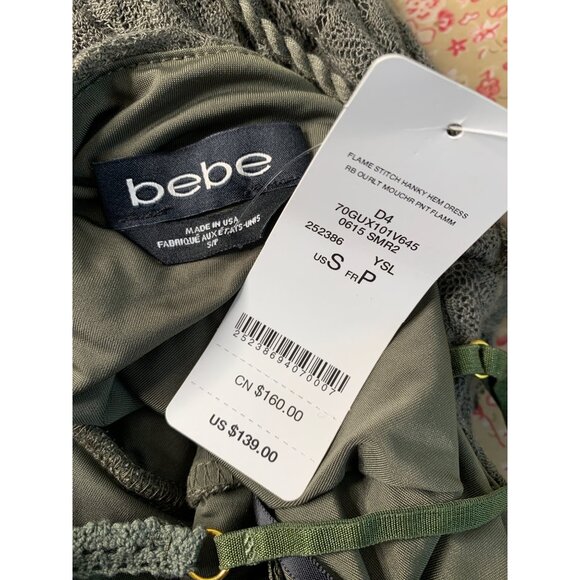 bebe
MADE IN USA
FABRIQUE AUX ETATS-UNIS
S/P
FLAME STITCH HANKY HEM DRESS
RB OURLT MOUCHR PNT FLAMM
D4
70GUX101V645
0615 SMR2
252386 YSL
US S FR P
25238694070007
CN $160.00
US $139.00